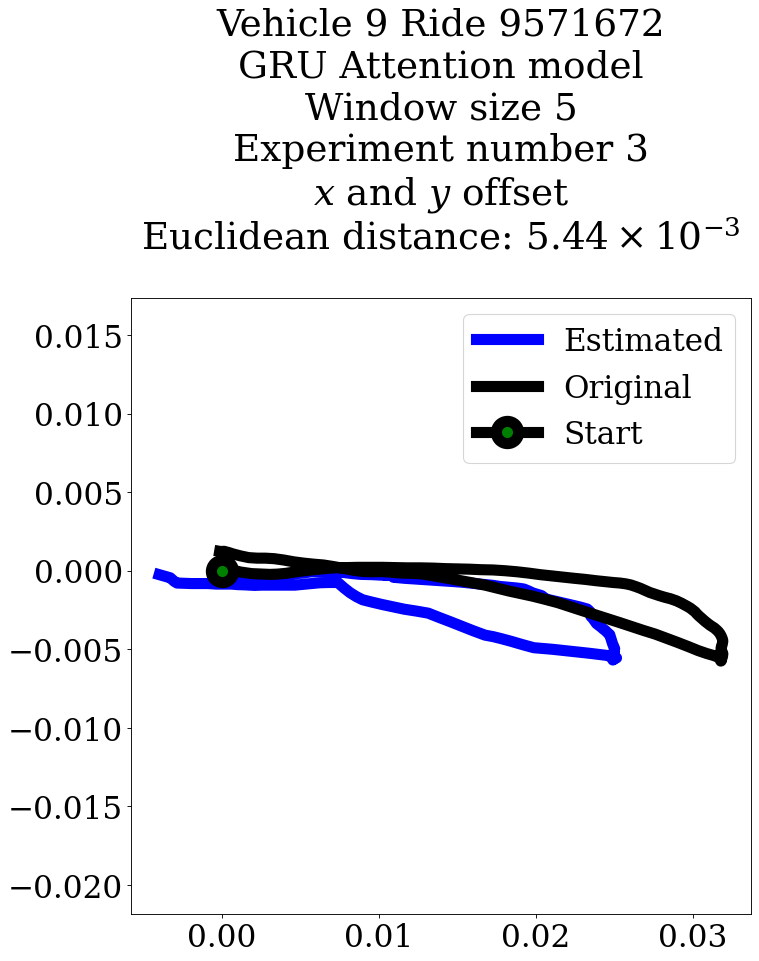 Vehicle 9 Ride 9571672
GRU Attention model
Window size 5
Experiment number 3
x and y offset
Euclidean distance: 5.44 × 10⁻³
Estimated
Original
Start
0.015
0.010
0.005
0.000
−0.005
−0.010
−0.015
−0.020
0.00 0.01 0.02 0.03